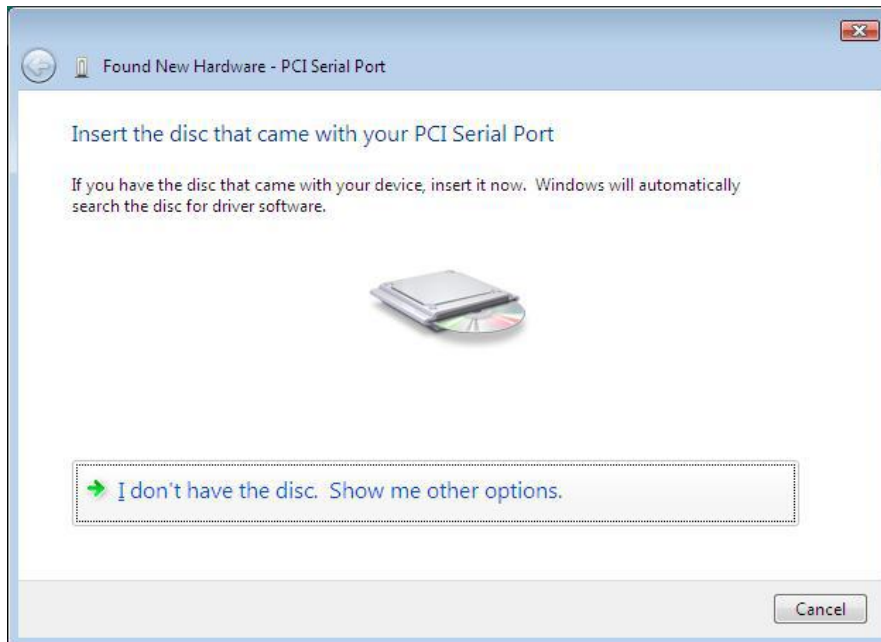 Found New Hardware - PCI Serial Port
Insert the disc that came with your PCI Serial Port
If you have the disc that came with your device, insert it now.  Windows will automatically
search the disc for driver software.
I don't have the disc.  Show me other options.
Cancel